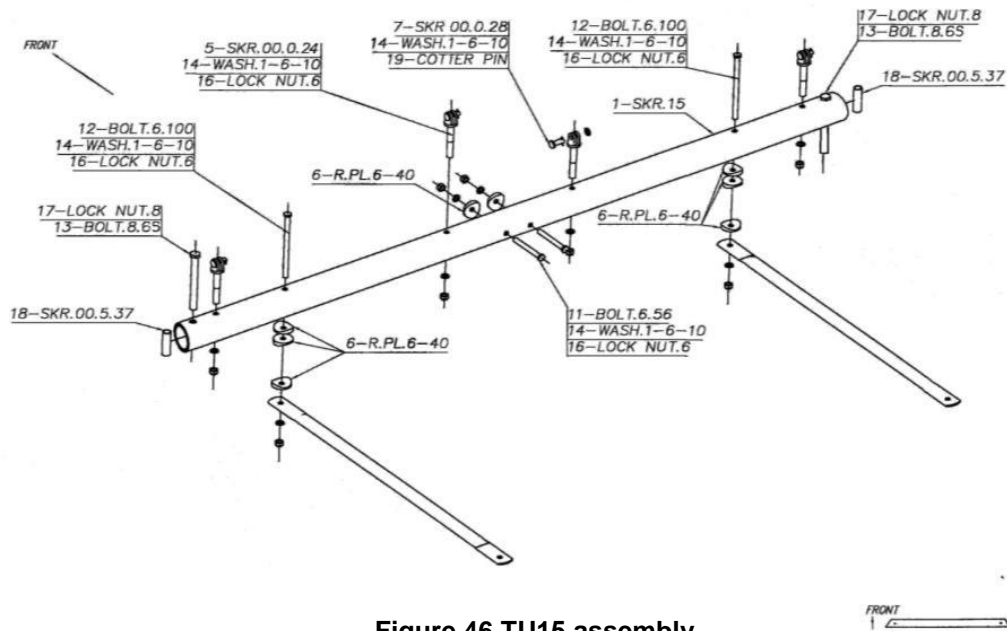 FRONT
5-SKR.00.0.24
14-WASH.1-6-10
16-LOCK NUT.6
7-SKR 00.0.28
14-WASH.1-6-10
19-COTTER PIN
12-BOLT.6.100
14-WASH.1-6-10
16-LOCK NUT.6
17-LOCK NUT.8
13-BOLT.8.65
18-SKR.00.5.37
1-SKR.15
12-BOLT.6.100
14-WASH.1-6-10
16-LOCK NUT.6
6-R.PL.6-40
17-LOCK NUT.8
13-BOLT.8.65
6-R.PL.6-40
18-SKR.00.5.37
6-R.PL.6-40
11-BOLT.6.56
14-WASH.1-6-10
16-LOCK NUT.6
FRONT
Figure 46 TU15 assembly